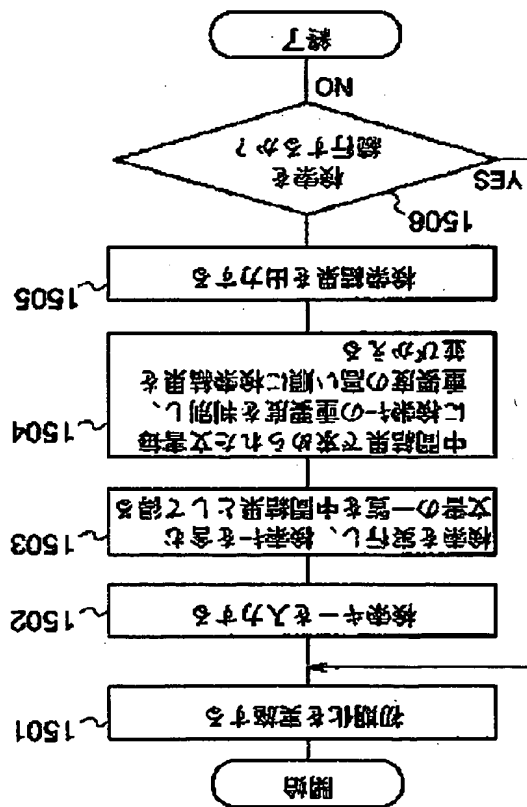 開始
初期化を実施する
1501
検索キーを入力する
1502
検索を実行し、検索キーを含む
文書の一覧を中間結果として得る
1503
中間結果で求められた文書毎
に検索キーの重要度を判別し、
重要度の高い順に検索結果を
並びかえる
1504
検索結果を出力する
1505
検索を
続行するか?
1506
YES
NO
終了